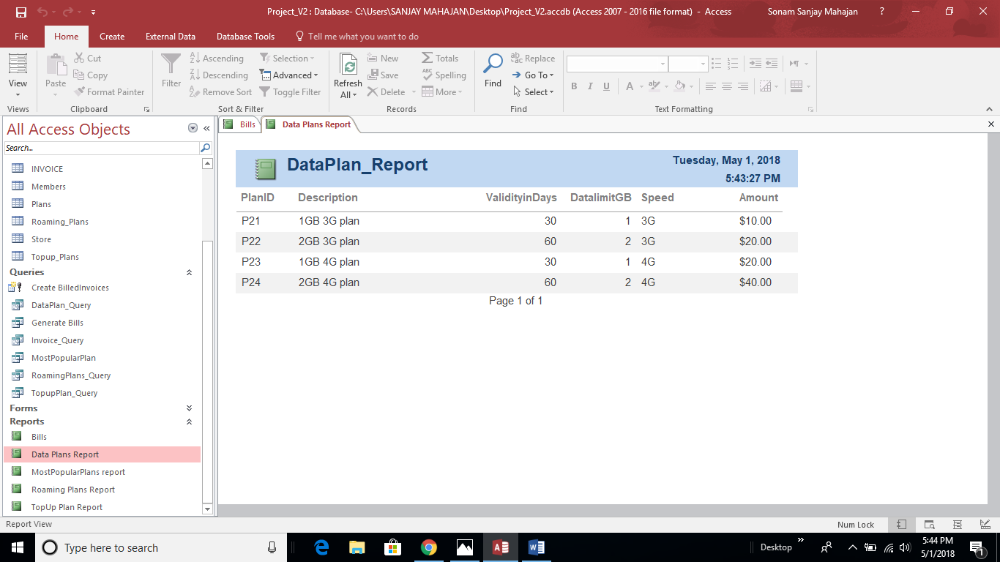 Project_V2 : Database- C:\Users\SANJAY MAHAJAN\Desktop\Project_V2.accdb (Access 2007 - 2016 file format) - Access
Sonam Sanjay Mahajan
?
File Home Create External Data Database Tools Tell me what you want to do
View
Views
Paste
Cut
Copy
Format Painter
Clipboard
Filter
Ascending
Descending
Remove Sort
Selection
Advanced
Toggle Filter
Sort & Filter
Refresh
All
New
Save
Delete
Totals
Spelling
More
Records
Find
Replace
Go To
Select
Find
B I U A
Text Formatting
All Access Objects
Search...
INVOICE
Members
Plans
Roaming_Plans
Store
Topup_Plans
Queries
Create BilledInvoices
DataPlan_Query
Generate Bills
Invoice_Query
MostPopularPlan
RoamingPlans_Query
TopupPlan_Query
Forms
Reports
Bills
Data Plans Report
MostPopularPlans report
Roaming Plans Report
TopUp Plan Report
Bills
Data Plans Report
DataPlan_Report
Tuesday, May 1, 2018
5:43:27 PM
PlanID Description ValidityinDays DatalimitGB Speed Amount
P21 1GB 3G plan 30 1 3G $10.00
P22 2GB 3G plan 60 2 3G $20.00
P23 1GB 4G plan 30 1 4G $20.00
P24 2GB 4G plan 60 2 4G $40.00
Page 1 of 1
Report View
Num Lock
Type here to search
Desktop
5:44 PM
5/1/2018
1